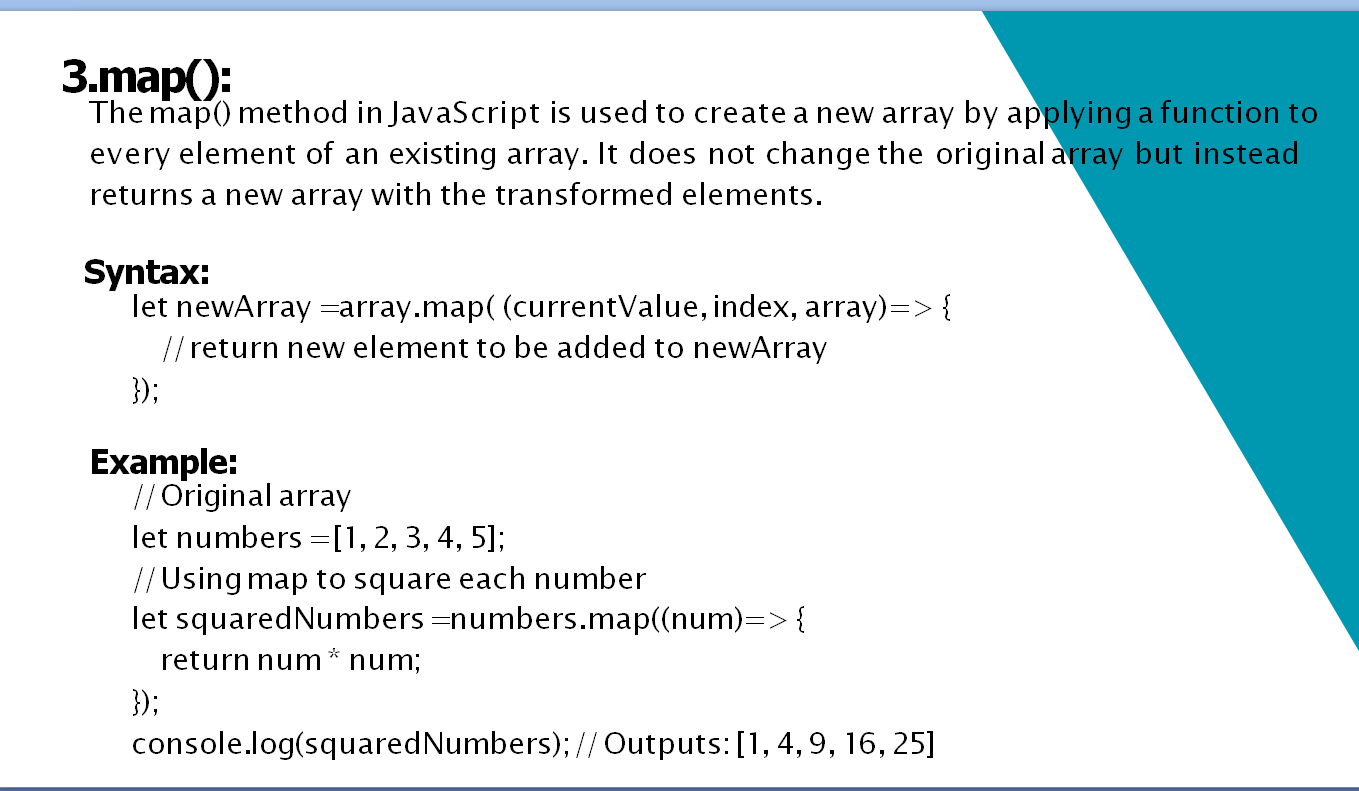 3.map():
The map() method in JavaScript is used to create a new array by applying a function to
every element of an existing array. It does not change the original array but instead
returns a new array with the transformed elements.
Syntax:
let newArray =array.map( (currentValue, index, array)=> {
// return new element to be added to newArray
});
Example:
// Original array
let numbers =[1, 2, 3, 4, 5];
// Using map to square each number
let squaredNumbers =numbers.map((num)=> {
return num * num;
});
console.log(squaredNumbers); // Outputs: [1, 4, 9, 16, 25]